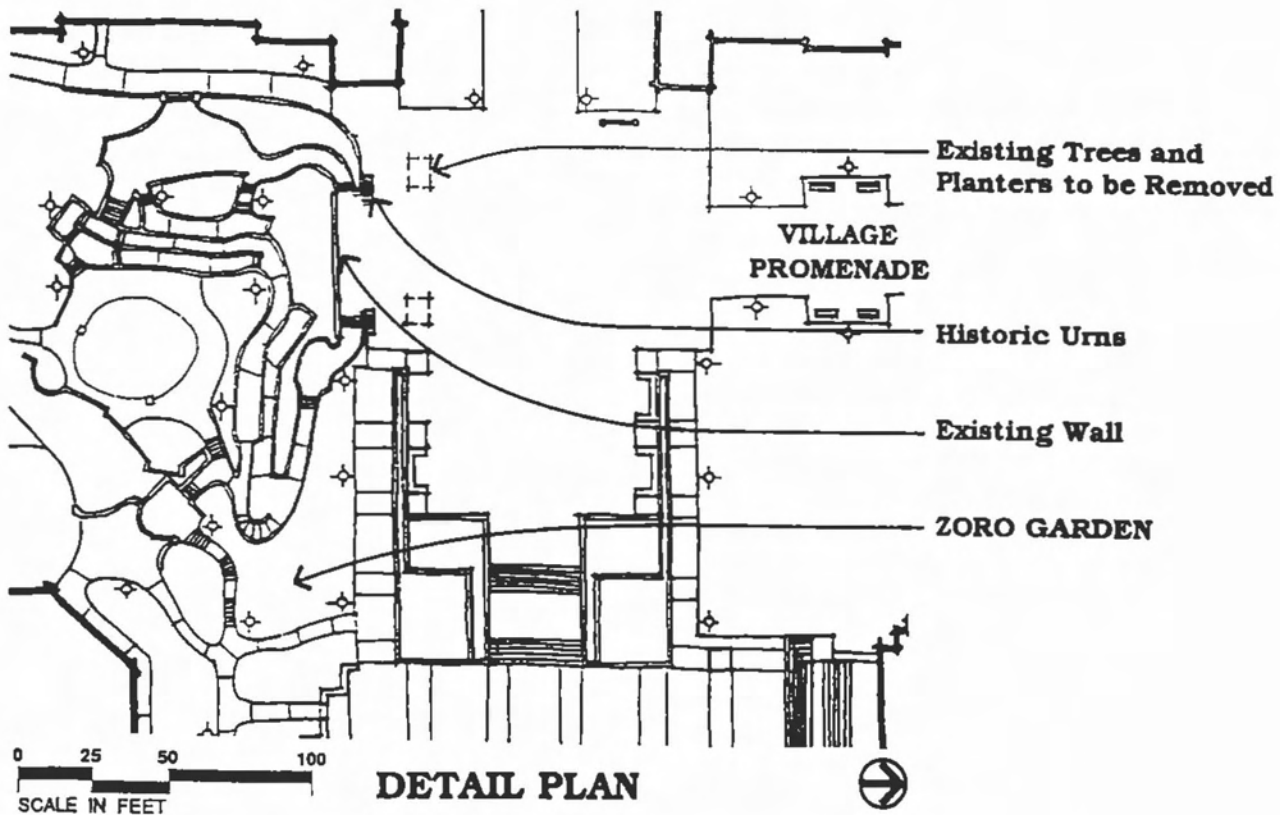 Existing Trees and
Planters to be Removed
VILLAGE
PROMENADE
Historic Urns
Existing Wall
ZORO GARDEN
0 25 50 100
SCALE IN FEET
DETAIL PLAN